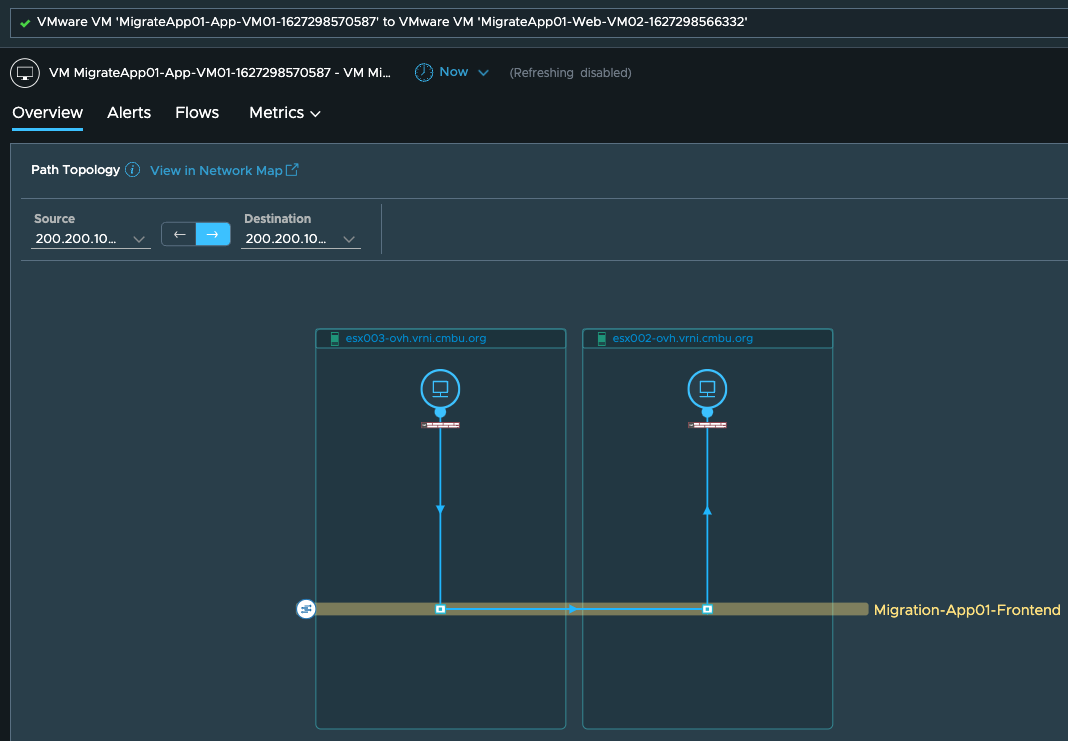 VMware VM 'MigrateApp01-App-VM01-1627298570587' to VMware VM 'MigrateApp01-Web-VM02-1627298566332'
VM MigrateApp01-App-VM01-1627298570587 - VM Mi... Now (Refreshing disabled)
Overview Alerts Flows Metrics
Path Topology i View in Network Map
Source Destination
200.200.10... ← → 200.200.10...
esx003-ovh.vrni.cmbu.org esx002-ovh.vrni.cmbu.org
Migration-App01-Frontend